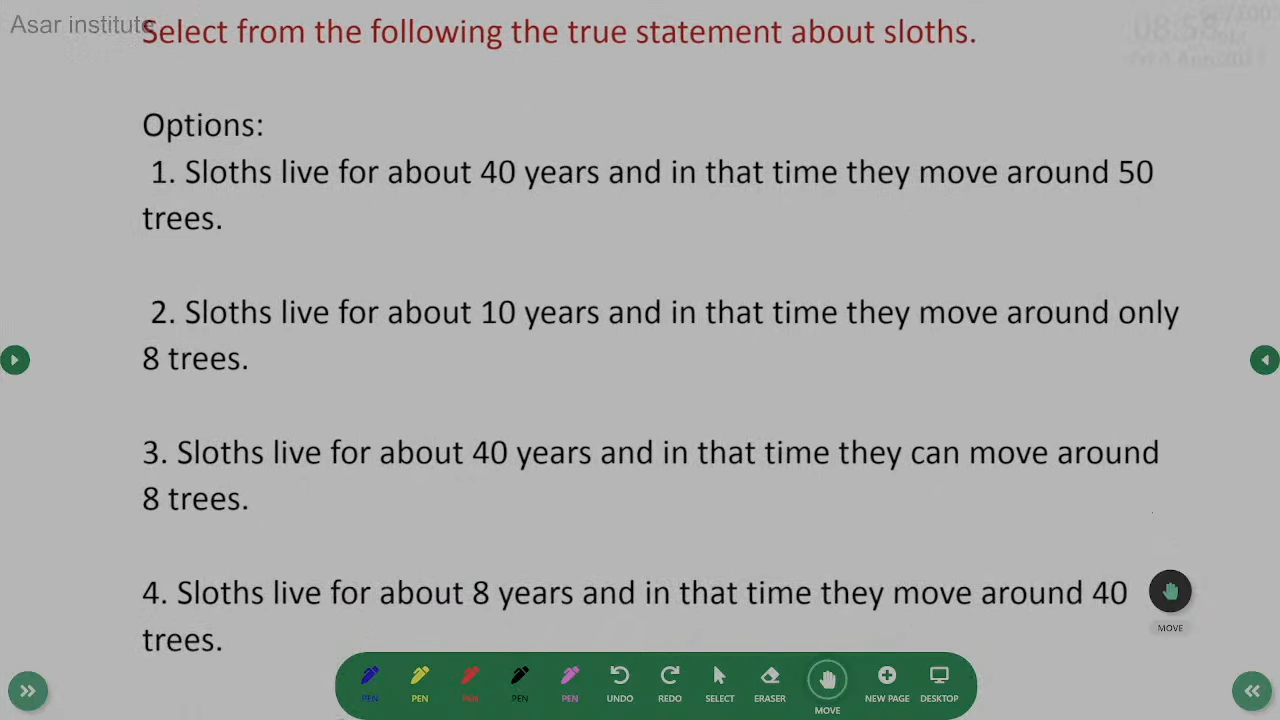 Asar institute
Select from the following the true statement about sloths.
Options:
1. Sloths live for about 40 years and in that time they move around 50
trees.
2. Sloths live for about 10 years and in that time they move around only
8 trees.
3. Sloths live for about 40 years and in that time they can move around
8 trees.
4. Sloths live for about 8 years and in that time they move around 40
trees.
MOVE
PEN PEN PEN PEN PEN UNDO REDO SELECT ERASER MOVE NEW PAGE DESKTOP